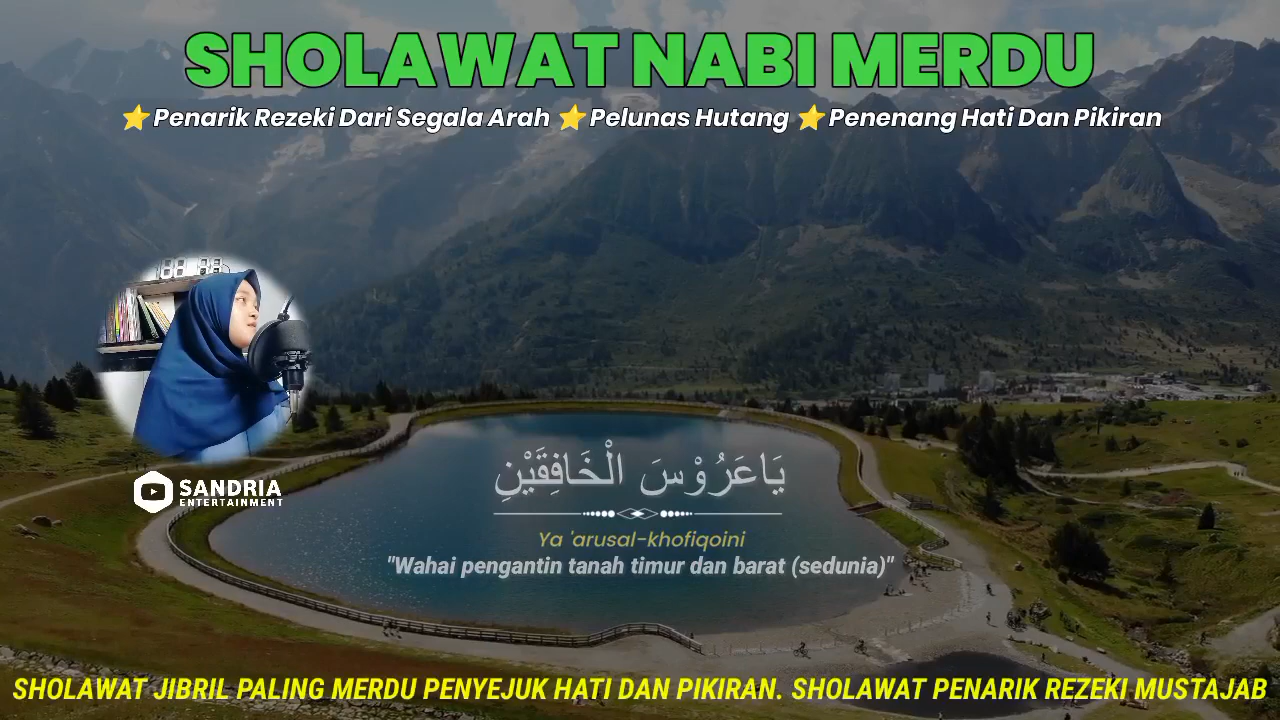 SHOLAWAT NABI MERDU
⭐Penarik Rezeki Dari Segala Arah ⭐Pelunas Hutang ⭐Penenang Hati Dan Pikiran
SANDRIA
ENTERTAINMENT
يَاعَرُوْسَ الْخَافِقَيْنِ
Ya 'arusal-khofiqoini
"Wahai pengantin tanah timur dan barat (sedunia)"
SHOLAWAT JIBRIL PALING MERDU PENYEJUK HATI DAN PIKIRAN. SHOLAWAT PENARIK REZEKI MUSTAJAB